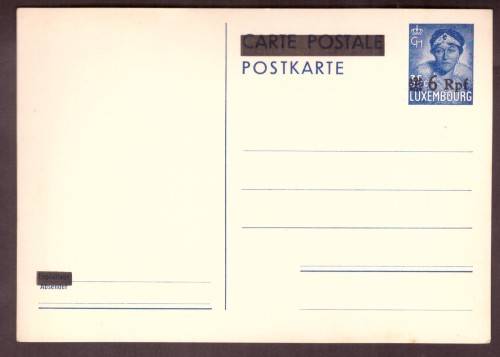 CARTE POSTALE
POSTKARTE
6 Rpf
LUXEMBOURG
Absender